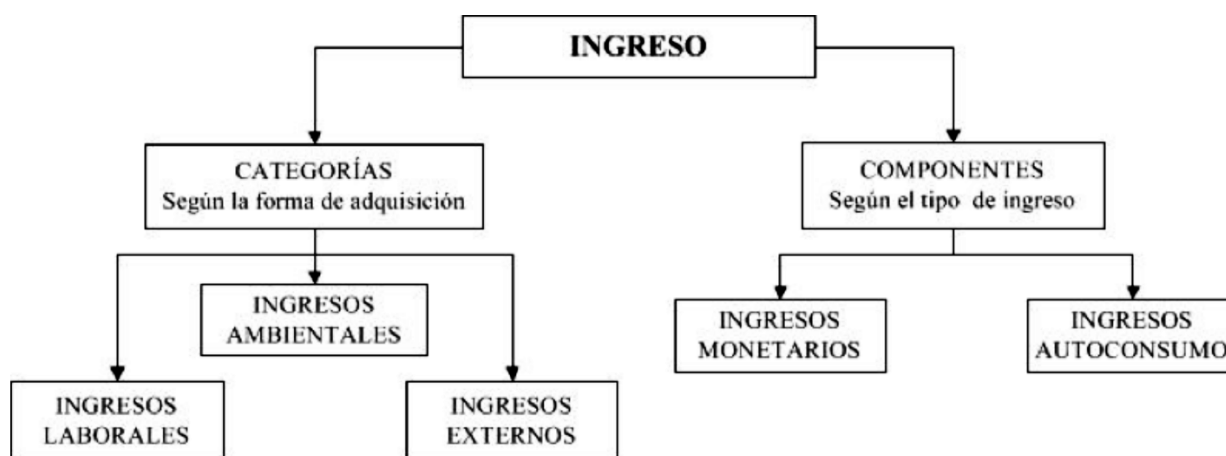 INGRESO
CATEGORÍAS
Según la forma de adquisición
COMPONENTES
Según el tipo de ingreso
INGRESOS
AMBIENTALES
INGRESOS
LABORALES
INGRESOS
EXTERNOS
INGRESOS
MONETARIOS
INGRESOS
AUTOCONSUMO